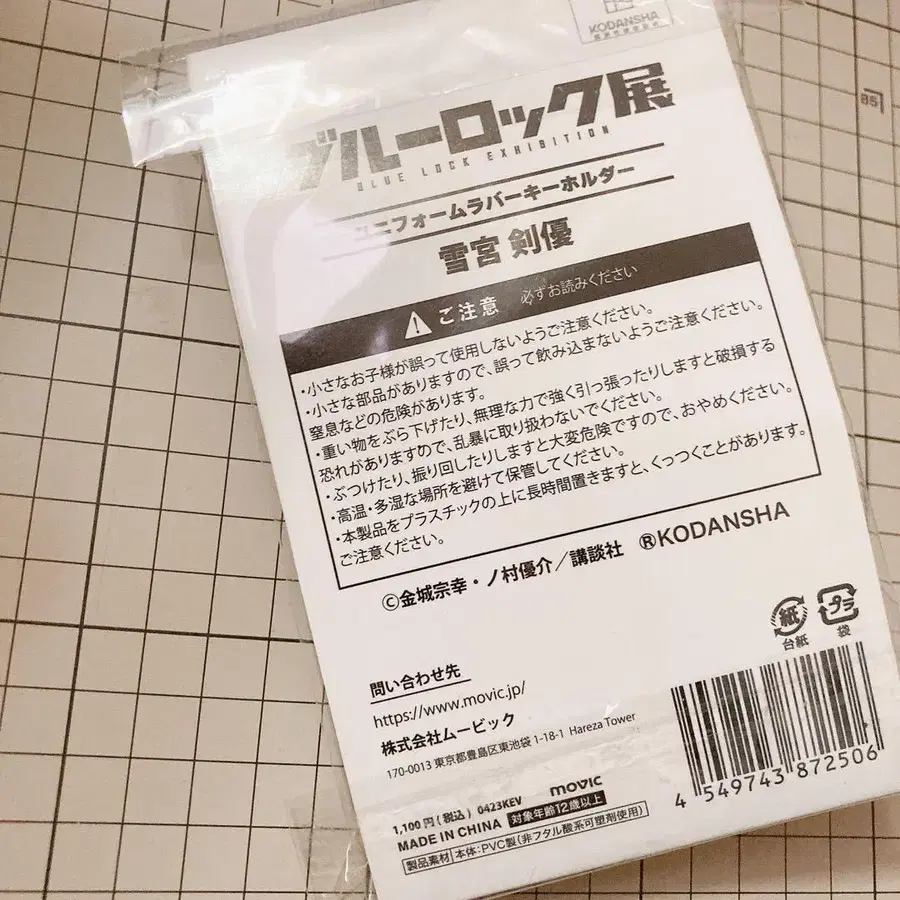 KODANSHA
ブルーロック展
BLUE LOCK EXHIBITION
ユニフォームラバーキーホルダー
雪宮 剣優
ご注意 必ずお読みください
・小さなお子様が誤って使用しないようご注意ください。
・小さな部品がありますので、誤って飲み込まないようご注意ください。
窒息などの危険があります。
・重い物をぶら下げたり、無理な力で強く引っ張ったりしますと破損する
恐れがありますので、乱暴に取り扱わないでください。
・ぶつけたり、振り回したりしますと大変危険ですので、おやめください。
・高温・多湿な場所を避けて保管してください。
・本製品をプラスチックの上に長時間置きますと、くっつくことがあります。
ご注意ください。
©金城宗幸・ノ村優介/講談社 ®KODANSHA
紙 プラ
台紙 袋
問い合わせ先
https://www.movic.jp/
株式会社ムービック
170-0013 東京都豊島区東池袋 1-18-1 Hareza Tower
movic
1,100円(税込) 0423KEV 対象年齢12歳以上
MADE IN CHINA
製品素材 本体:PVC製(非フタル酸系可塑剤使用)
4 549743 872506
85